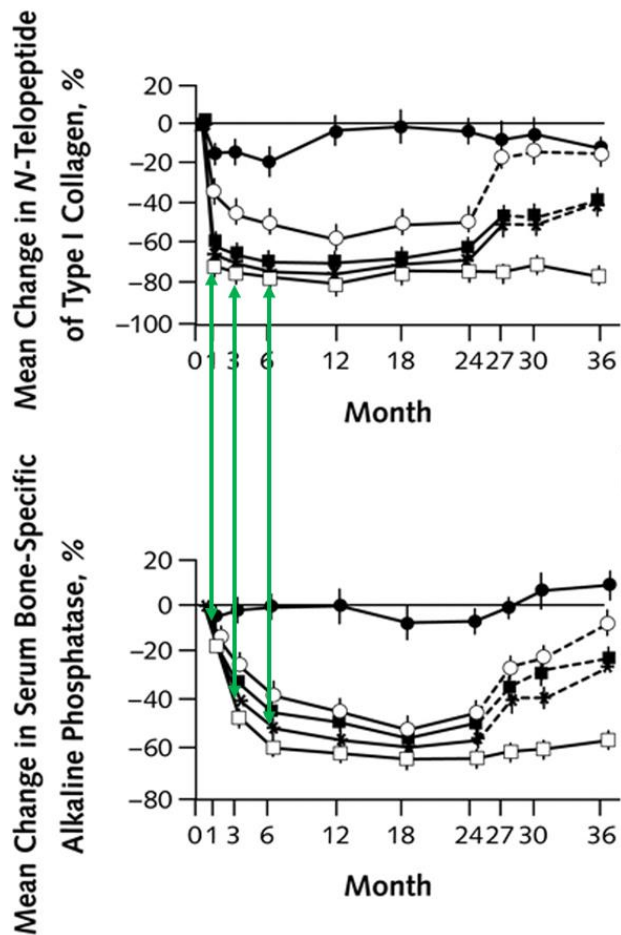 Mean Change in N-Telopeptide
of Type I Collagen, %
20
0
−20
−40
−60
−80
−100
0 1 3 6 12 18 24 27 30 36
Month
Mean Change in Serum Bone-Specific
Alkaline Phosphatase, %
20
0
−20
−40
−60
−80
0 1 3 6 12 18 24 27 30 36
Month